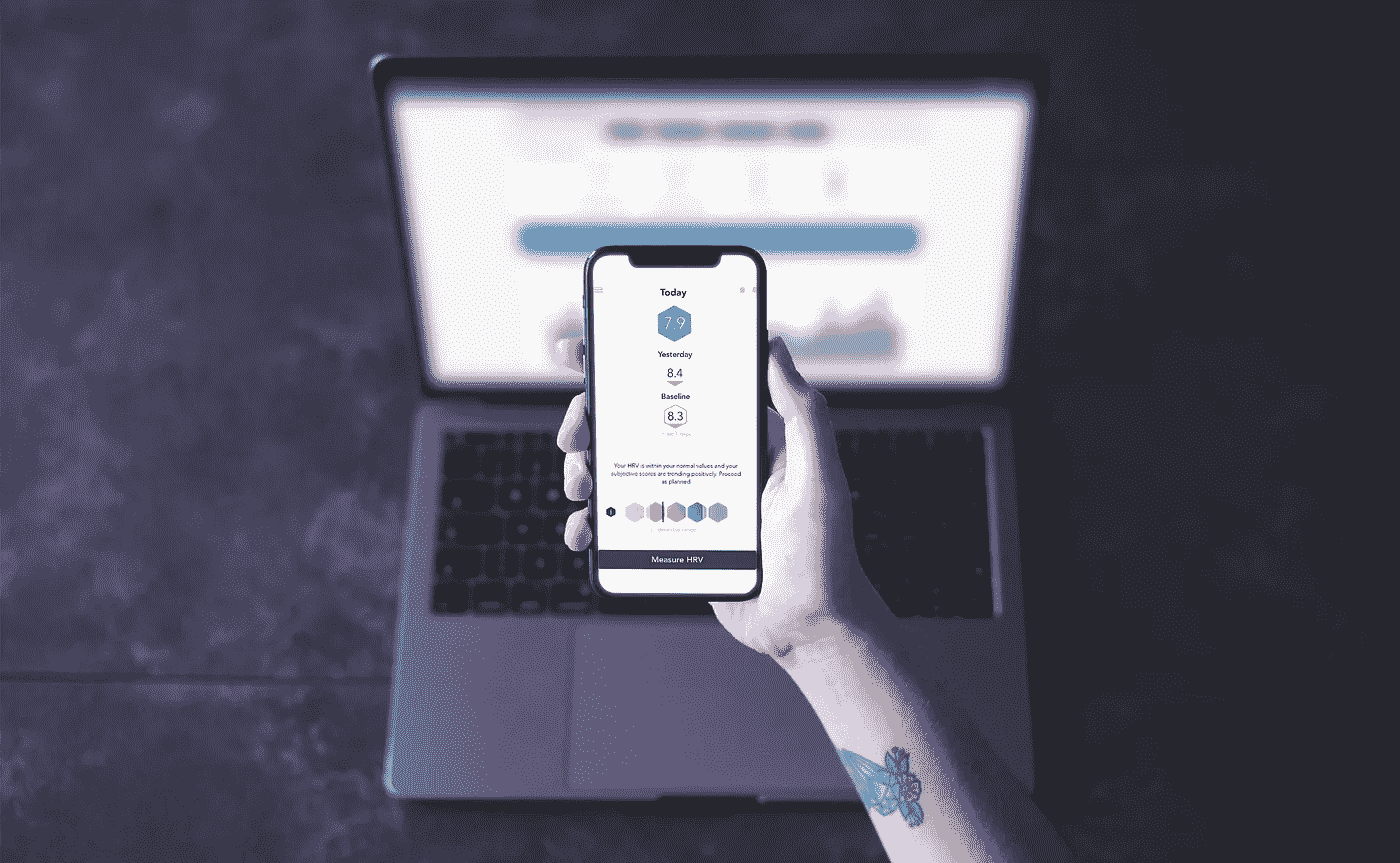 Today
7.9
Yesterday
8.4
Baseline
8.3
Your HRV is within your normal values and your
subjective scores are trending positively. Proceed
as planned.
Measure HRV